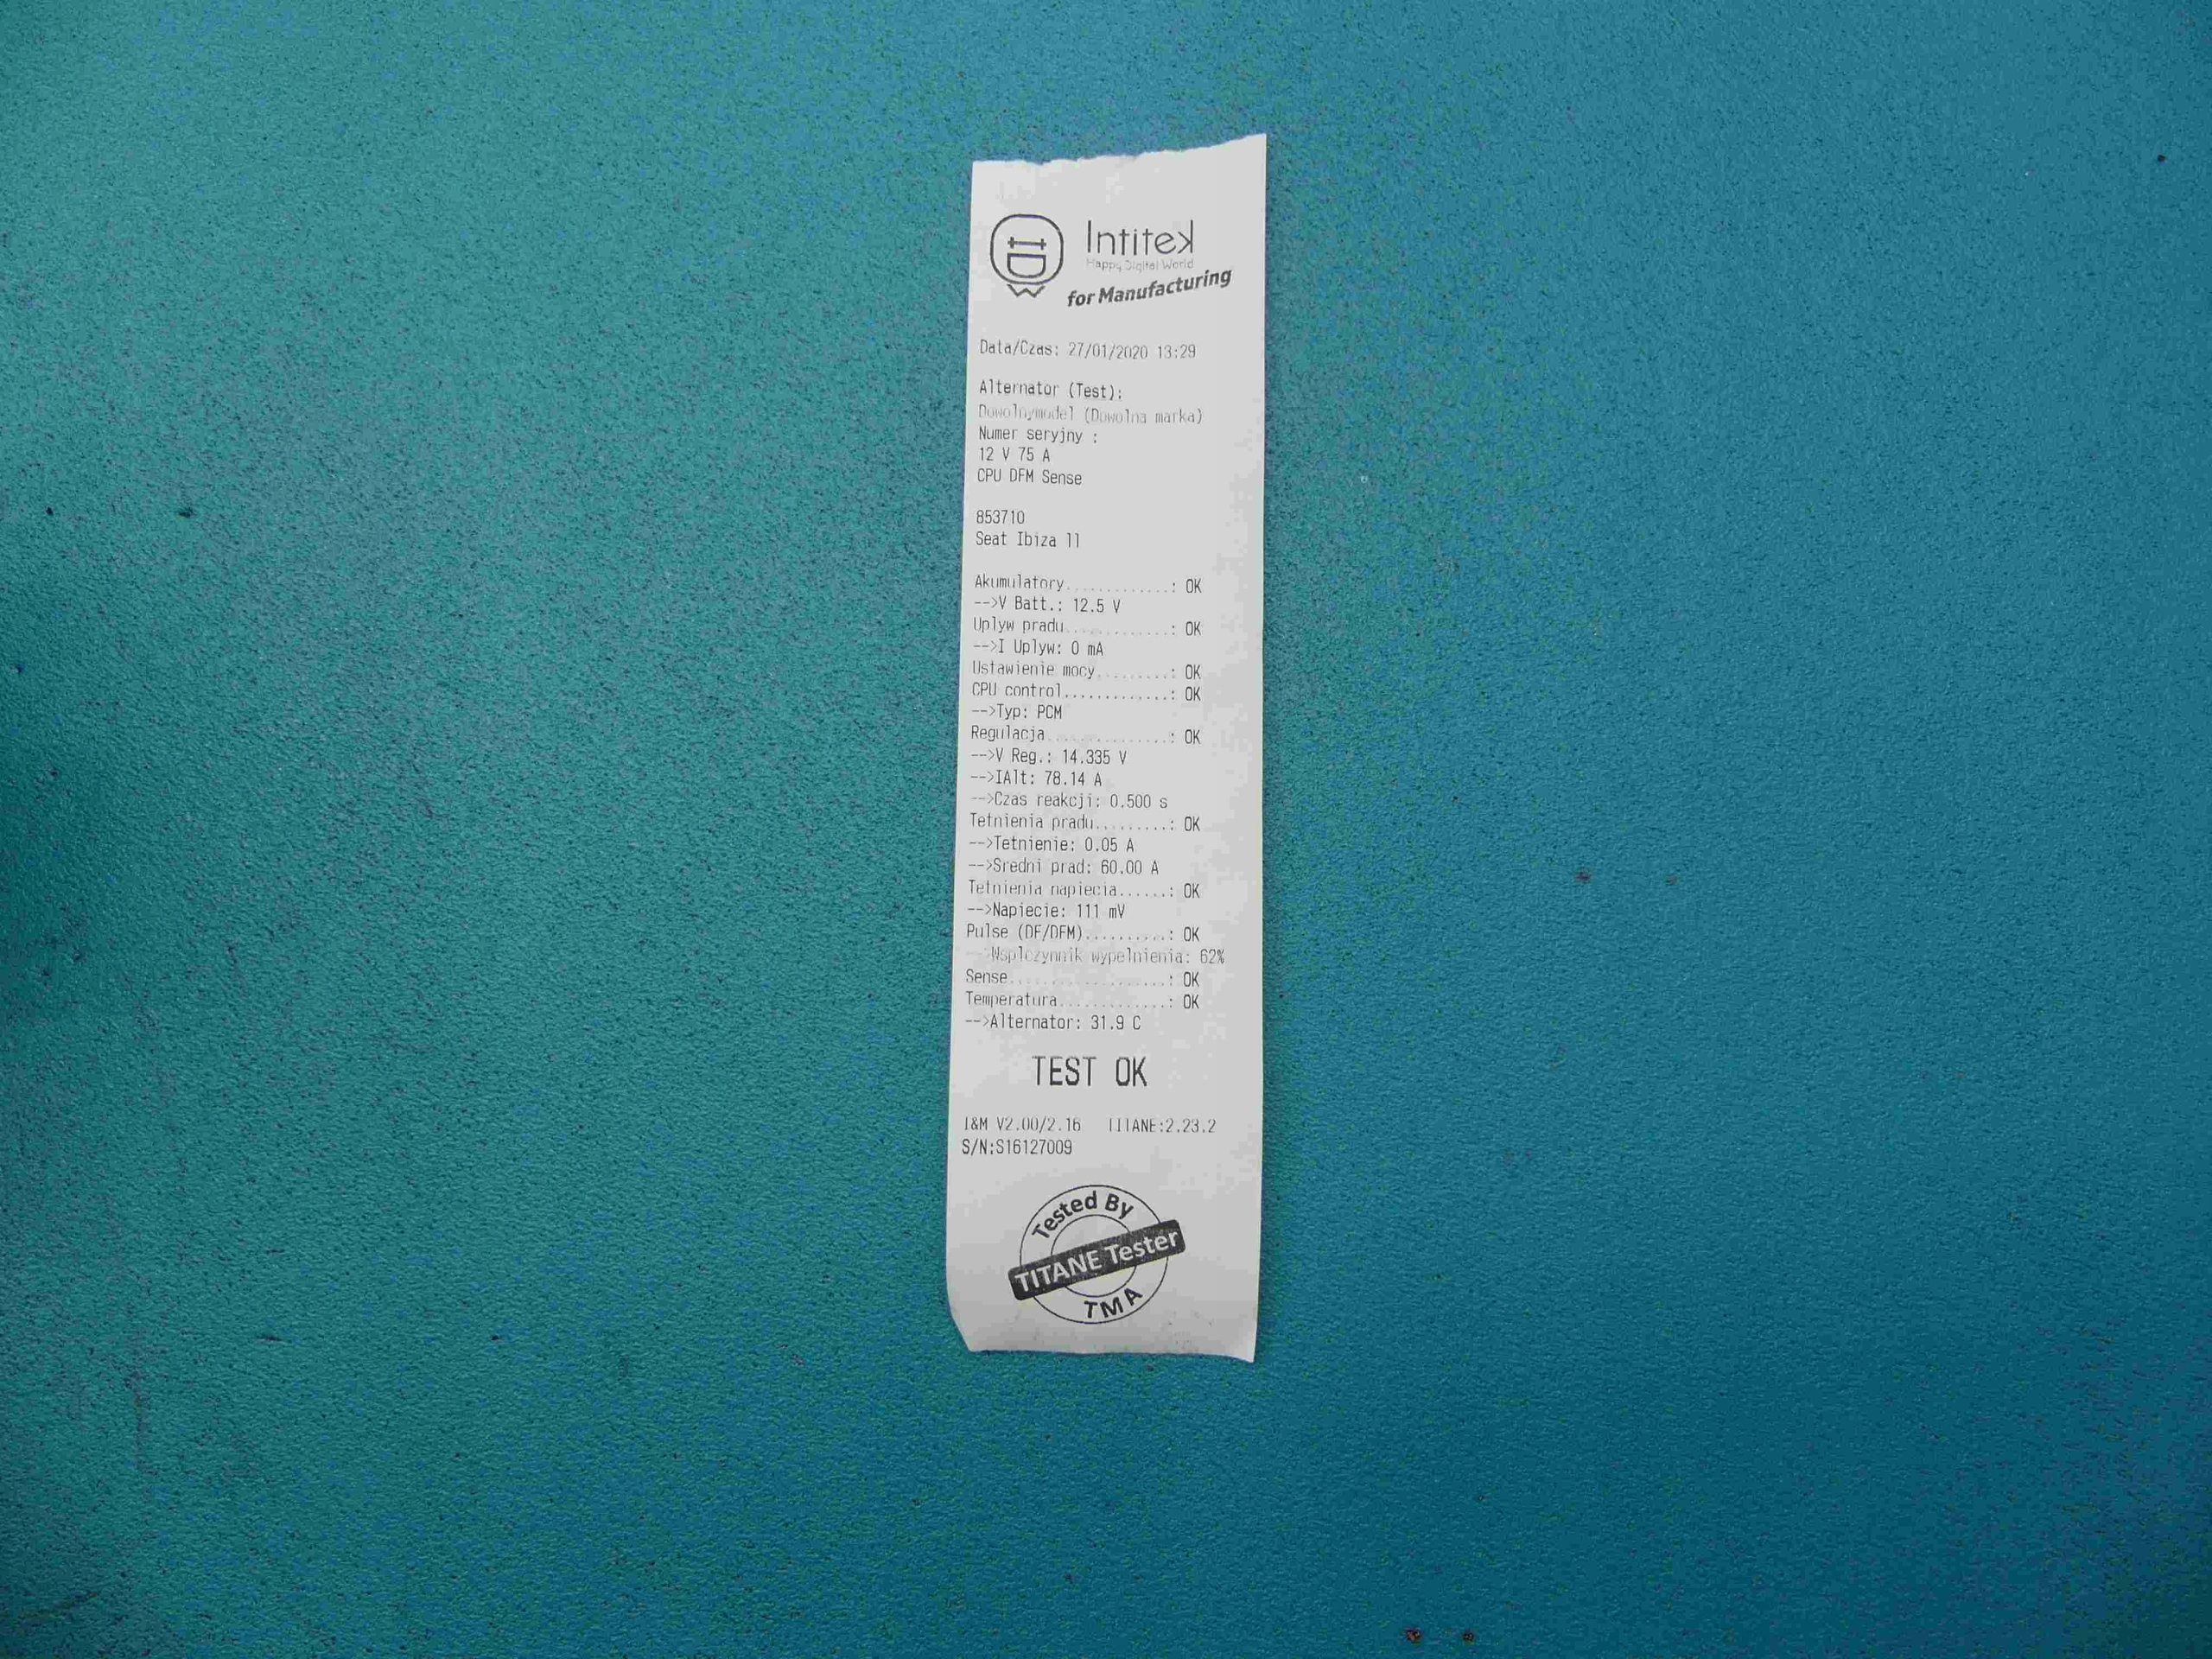 Intitek
Happy Digital World
for Manufacturing
Data/Czas: 27/01/2020 13:29
Alternator (Test):
Dowolnymodel (Dowolna marka)
Numer seryjny :
12 V 75 A
CPU DFM Sense
853710
Seat Ibiza 11
Akumulatory.............: OK
-->V Batt.: 12.5 V
Uplyw pradu.............: OK
-->I Uplyw: 0 mA
Ustawienie mocy.........: OK
CPU control.............: OK
-->Typ: PCM
Regulacja...............: OK
-->V Reg.: 14.335 V
-->IAlt: 78.14 A
-->Czas reakcji: 0.500 s
Tetnienia pradu.........: OK
-->Tetnienie: 0.05 A
-->Sredni prad: 60.00 A
Tetnienia napiecia......: OK
-->Napiecie: 111 mV
Pulse (DF/DFM)..........: OK
-->Wsplczynnik wypelnienia: 62%
Sense...................: OK
Temperatura.............: OK
-->Alternator: 31.9 C
TEST OK
I&M V2.00/2.16 TITANE:2.23.2
S/N:S16127009
Tested By
TITANE Tester
TMA